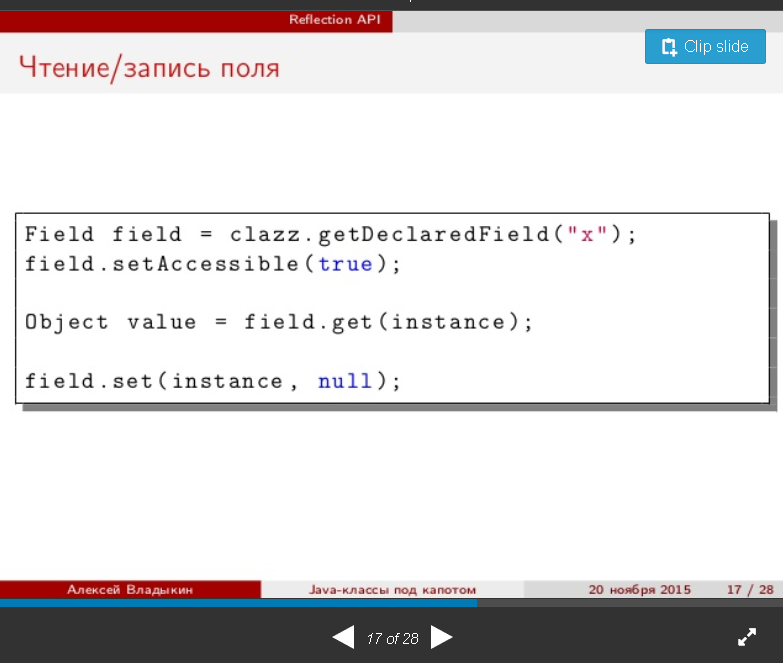 Reflection API
Clip slide
Чтение/запись поля
Field field = clazz.getDeclaredField("x");
field.setAccessible(true);
Object value = field.get(instance);
field.set(instance, null);
Алексей Владыкин Java-классы под капотом 20 ноября 2015 17 / 28
17 of 28